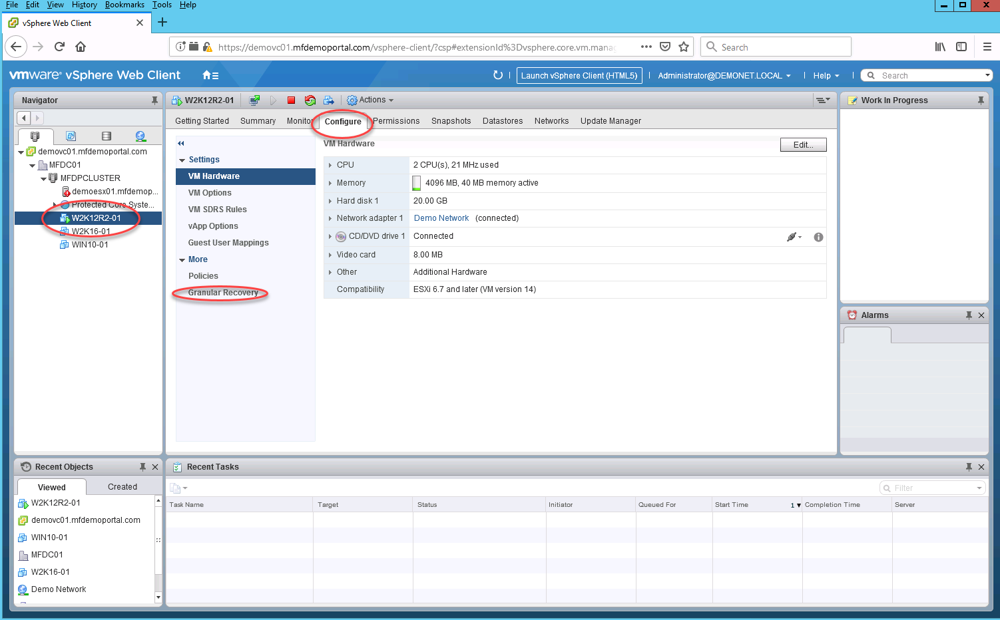 File Edit View History Bookmarks Tools Help
vSphere Web Client
https://demovc01.mfdemoportal.com/vsphere-client/?csp#extensionId%3Dvsphere.core.vm.manag
Search
vmware® vSphere Web Client
Launch vSphere Client (HTML5)
Administrator@DEMONET.LOCAL
Help
Search
Navigator
demovc01.mfdemoportal.com
MFDC01
MFDPCLUSTER
demoesx01.mfdemop...
Protected Core Syste...
W2K12R2-01
W2K16-01
WIN10-01
W2K12R2-01
Actions
Getting Started Summary Monitor Configure Permissions Snapshots Datastores Networks Update Manager
Settings
VM Hardware
VM Options
VM SDRS Rules
vApp Options
Guest User Mappings
More
Policies
Granular Recovery
VM Hardware
Edit...
CPU 2 CPU(s), 21 MHz used
Memory 4096 MB, 40 MB memory active
Hard disk 1 20.00 GB
Network adapter 1 Demo Network (connected)
CD/DVD drive 1 Connected
Video card 8.00 MB
Other Additional Hardware
Compatibility ESXi 6.7 and later (VM version 14)
Work In Progress
Alarms
Recent Objects
Viewed Created
W2K12R2-01
demovc01.mfdemoportal.com
WIN10-01
MFDC01
W2K16-01
Demo Network
Recent Tasks
Filter
Task Name Target Status Initiator Queued For Start Time 1 ▼ Completion Time Server